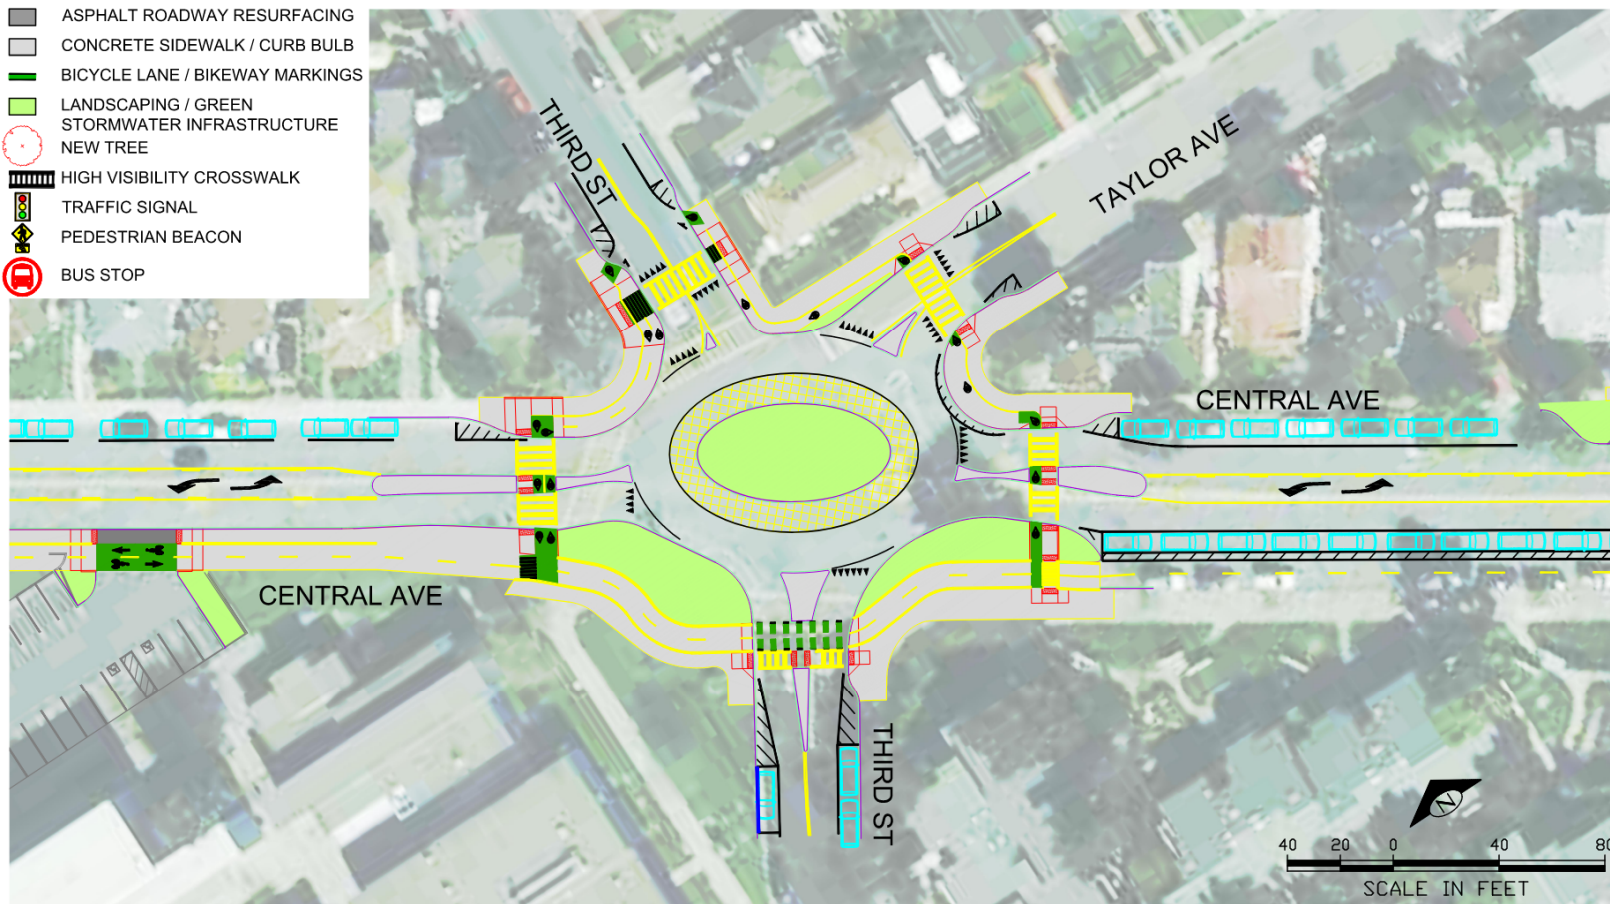 ASPHALT ROADWAY RESURFACING
CONCRETE SIDEWALK / CURB BULB
BICYCLE LANE / BIKEWAY MARKINGS
LANDSCAPING / GREEN
STORMWATER INFRASTRUCTURE
NEW TREE
HIGH VISIBILITY CROSSWALK
TRAFFIC SIGNAL
PEDESTRIAN BEACON
BUS STOP
THIRD ST
TAYLOR AVE
CENTRAL AVE
CENTRAL AVE
THIRD ST
N
40 20 0 40 80
SCALE IN FEET